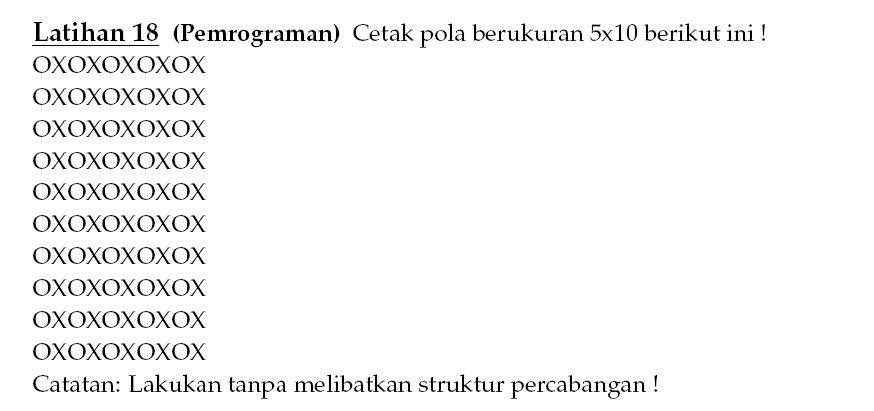 Latihan 18 (Pemrograman) Cetak pola berukuran 5x10 berikut ini !
OXOXOXOXOX
OXOXOXOXOX
OXOXOXOXOX
OXOXOXOXOX
OXOXOXOXOX
OXOXOXOXOX
OXOXOXOXOX
OXOXOXOXOX
OXOXOXOXOX
OXOXOXOXOX
Catatan: Lakukan tanpa melibatkan struktur percabangan !